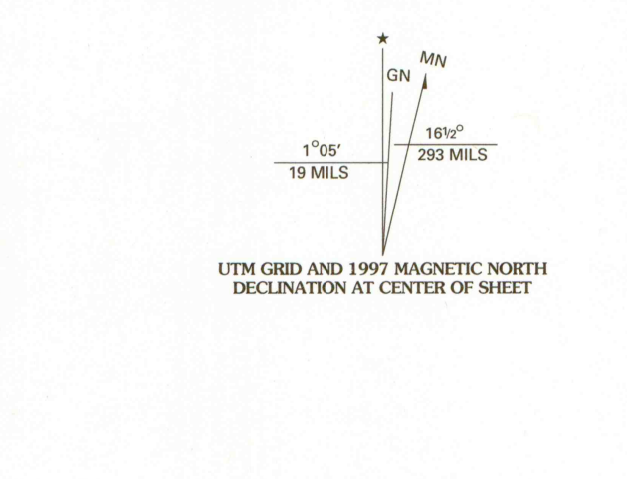 ★
MN
GN
1°05′
19 MILS
16½°
293 MILS
UTM GRID AND 1997 MAGNETIC NORTH
DECLINATION AT CENTER OF SHEET